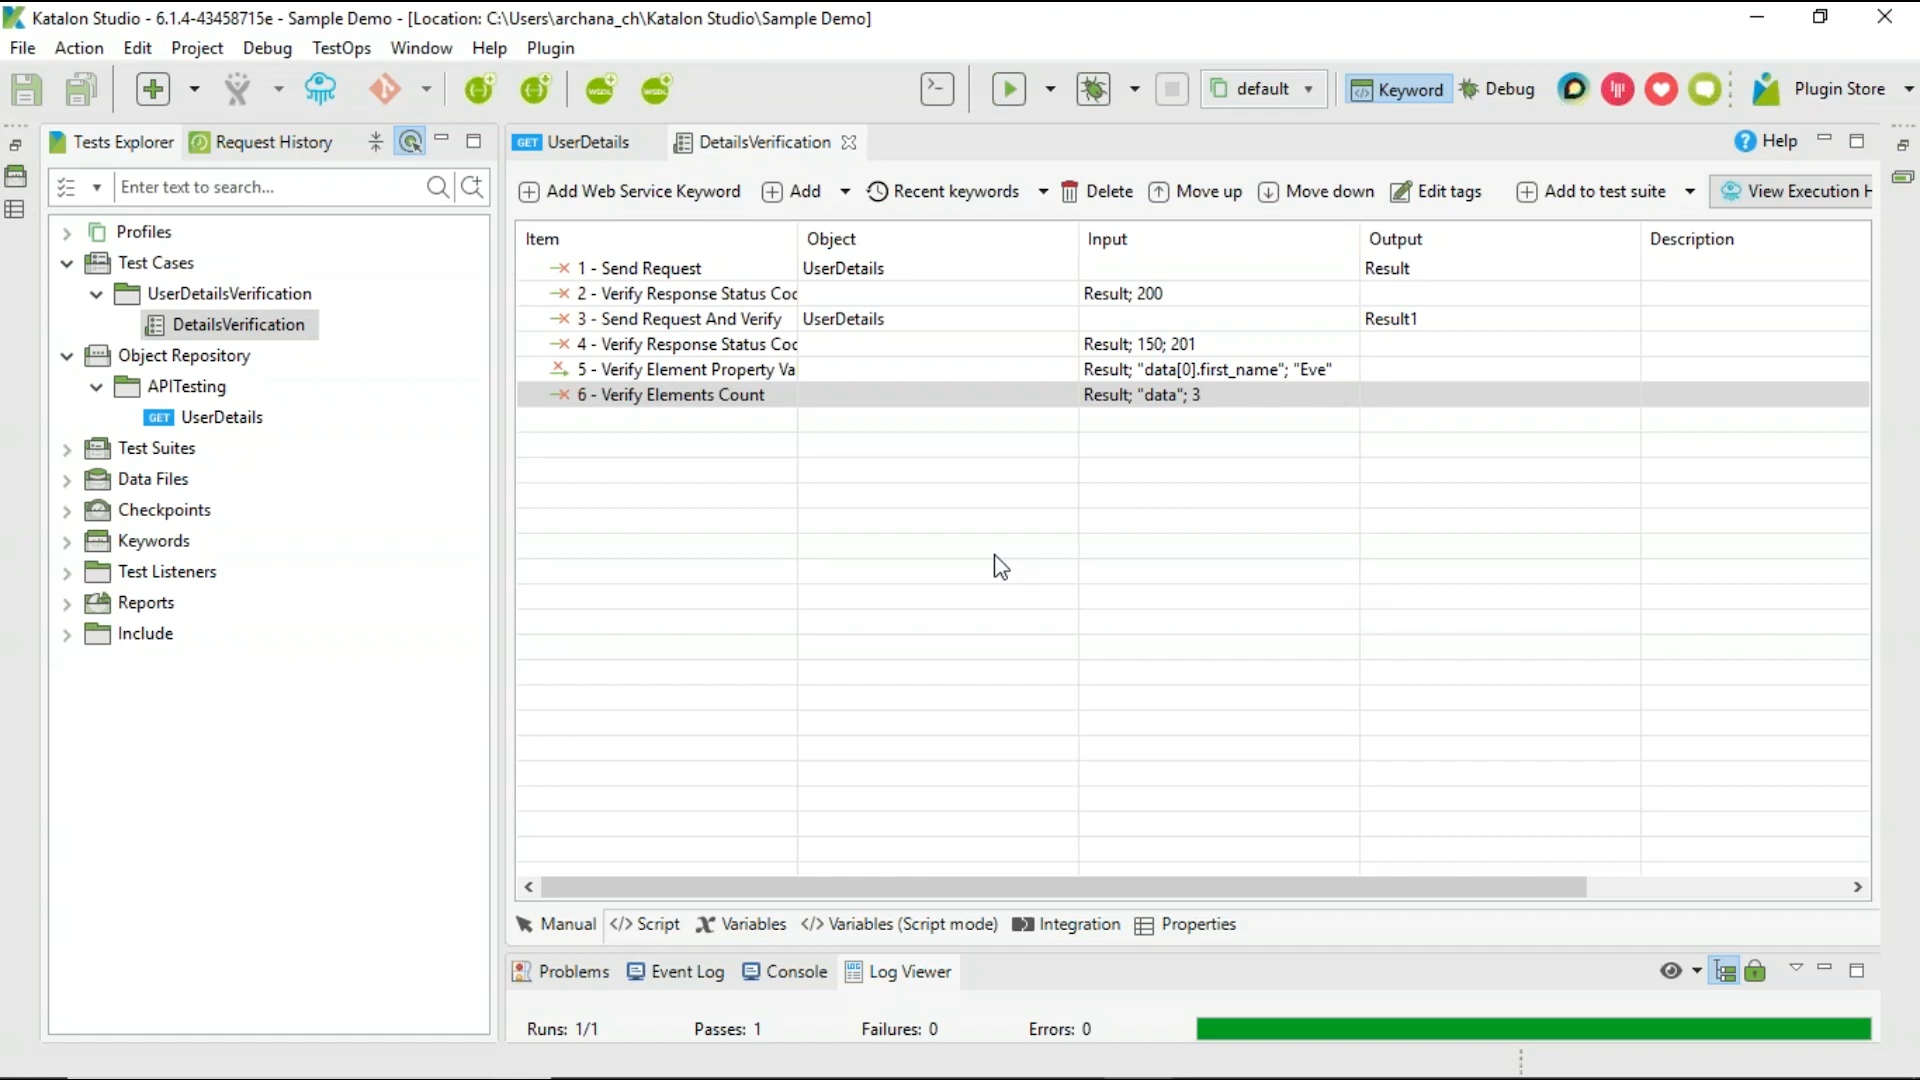 Katalon Studio - 6.1.4-43458715e - Sample Demo - [Location: C:\Users\archana_ch\Katalon Studio\Sample Demo]
File Action Edit Project Debug TestOps Window Help Plugin
WSDL WSDL default Keyword Debug Plugin Store
Tests Explorer Request History GET UserDetails DetailsVerification Help
Enter text to search...
Add Web Service Keyword Add Recent keywords Delete Move up Move down Edit tags Add to test suite View Execution H
Profiles
Test Cases
UserDetailsVerification
DetailsVerification
Object Repository
APITesting
GET UserDetails
Test Suites
Data Files
Checkpoints
Keywords
Test Listeners
Reports
Include
Item Object Input Output Description
1 - Send Request UserDetails Result
2 - Verify Response Status Coc Result; 200
3 - Send Request And Verify UserDetails Result1
4 - Verify Response Status Coc Result; 150; 201
5 - Verify Element Property Va Result; "data[0].first_name"; "Eve"
6 - Verify Elements Count Result; "data"; 3
Manual </> Script Variables </> Variables (Script mode) Integration Properties
Problems Event Log Console LOG Log Viewer
Runs: 1/1 Passes: 1 Failures: 0 Errors: 0